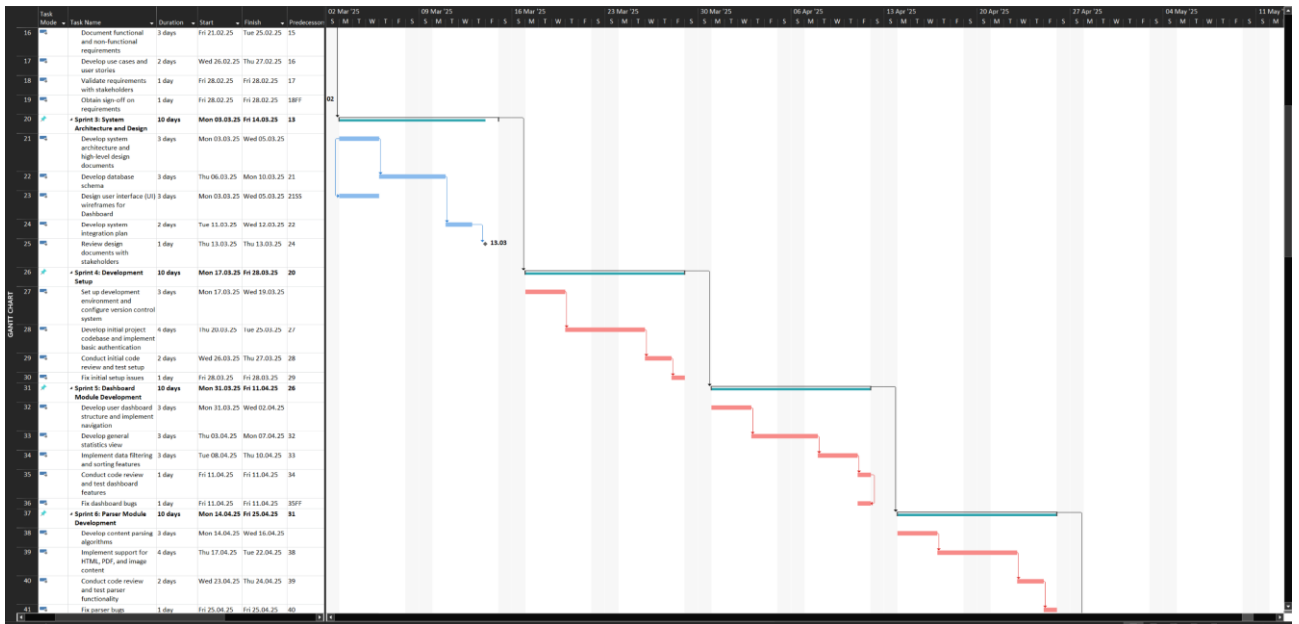 Task
Mode Task Name Duration Start Finish Predecessor
02 Mar '25 09 Mar '25 16 Mar '25 23 Mar '25 30 Mar '25 06 Apr '25 13 Apr '25 20 Apr '25 27 Apr '25 04 May '25 11 May
S M T W T F S S M T W T F S S M T W T F S S M T W T F S S M T W T F S S M T W T F S S M T W T F S S M T W T F S S M T W T F S S M T W T F S S M
16 Document functional 3 days Fri 21.02.25 Tue 25.02.25 15
and non-functional
requirements
17 Develop use cases and 2 days Wed 26.02.25 Thu 27.02.25 16
user stories
18 Validate requirements 1 day Fri 28.02.25 Fri 28.02.25 17
with stakeholders
19 Obtain sign-off on 1 day Fri 28.02.25 Fri 28.02.25 18FF
requirements
02
20 Sprint 3: System 10 days Mon 03.03.25 Fri 14.03.25 13
Architecture and Design
21 Develop system 3 days Mon 03.03.25 Wed 05.03.25
architecture and
high-level design
documents
22 Develop database 3 days Thu 06.03.25 Mon 10.03.25 21
schema
23 Design user interface (UI) 3 days Mon 03.03.25 Wed 05.03.25 21SS
wireframes for
Dashboard
24 Develop system 2 days Tue 11.03.25 Wed 12.03.25 22
integration plan
25 Review design 1 day Thu 13.03.25 Thu 13.03.25 24
documents with
stakeholders
13.03
26 Sprint 4: Development 10 days Mon 17.03.25 Fri 28.03.25 20
Setup
27 Set up development 3 days Mon 17.03.25 Wed 19.03.25
environment and
configure version control
system
28 Develop initial project 4 days Thu 20.03.25 Tue 25.03.25 27
codebase and implement
basic authentication
29 Conduct initial code 2 days Wed 26.03.25 Thu 27.03.25 28
review and test setup
30 Fix initial setup issues 1 day Fri 28.03.25 Fri 28.03.25 29
31 Sprint 5: Dashboard 10 days Mon 31.03.25 Fri 11.04.25 26
Module Development
32 Develop user dashboard 3 days Mon 31.03.25 Wed 02.04.25
structure and implement
navigation
33 Develop general 3 days Thu 03.04.25 Mon 07.04.25 32
statistics view
34 Implement data filtering 3 days Tue 08.04.25 Thu 10.04.25 33
and sorting features
35 Conduct code review 1 day Fri 11.04.25 Fri 11.04.25 34
and test dashboard
features
36 Fix dashboard bugs 1 day Fri 11.04.25 Fri 11.04.25 35FF
37 Sprint 6: Parser Module 10 days Mon 14.04.25 Fri 25.04.25 31
Development
38 Develop content parsing 3 days Mon 14.04.25 Wed 16.04.25
algorithms
39 Implement support for 4 days Thu 17.04.25 Tue 22.04.25 38
HTML, PDF, and image
content
40 Conduct code review 2 days Wed 23.04.25 Thu 24.04.25 39
and test parser
functionality
41 Fix parser bugs 1 day Fri 25.04.25 Fri 25.04.25 40
GANTT CHART